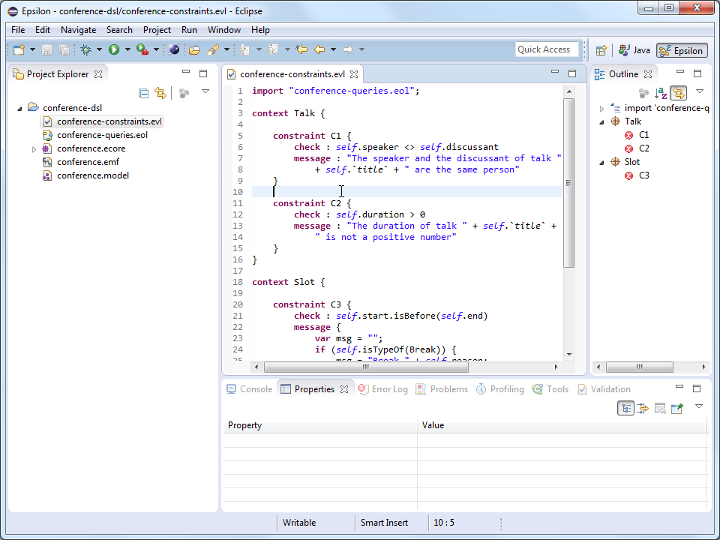 Epsilon - conference-dsl/conference-constraints.evl - Eclipse
File Edit Navigate Search Project Run Window Help
Quick Access
Java
Epsilon
Project Explorer
conference-dsl
conference-constraints.evl
conference-queries.eol
conference.ecore
conference.emf
conference.model
conference-constraints.evl
1 import "conference-queries.eol";
2
3 context Talk {
4
5 constraint C1 {
6 check : self.speaker <> self.discussant
7 message : "The speaker and the discussant of talk "
8 + self.`title` + " are the same person"
9 }
10
11 constraint C2 {
12 check : self.duration > 0
13 message : "The duration of talk " + self.`title` +
14 " is not a positive number"
15 }
16 }
17
18 context Slot {
19
20 constraint C3 {
21 check : self.start.isBefore(self.end)
22 message {
23 var msg = "";
24 if (self.isTypeOf(Break)) {
25 msg = "Break " + self.reason;
Outline
import 'conference-q
Talk
C1
C2
Slot
C3
Console Properties Error Log Problems Profiling Tools Validation
Property Value
Writable Smart Insert 10 : 5